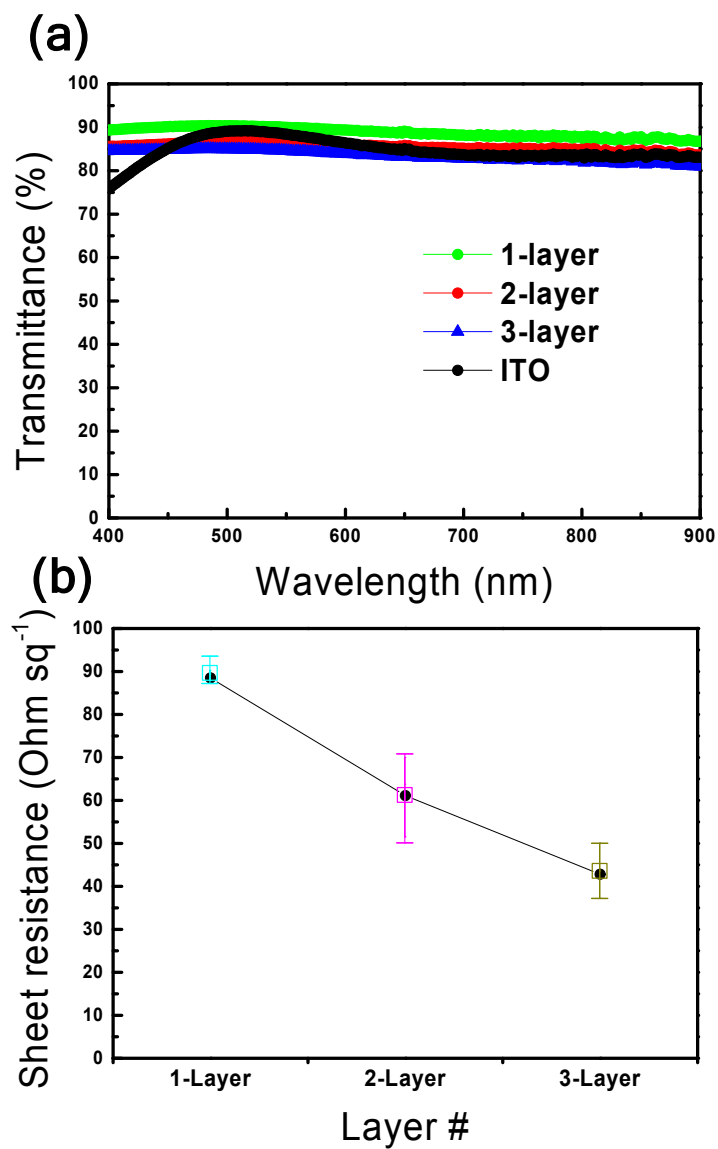 (a)
Transmittance (%)
100
90
80
70
60
50
40
30
20
10
0
1-layer
2-layer
3-layer
ITO
400 500 600 700 800 900
Wavelength (nm)
(b)
Sheet resistance (Ohm sq⁻¹)
100
90
80
70
60
50
40
30
20
10
0
1-Layer 2-Layer 3-Layer
Layer #